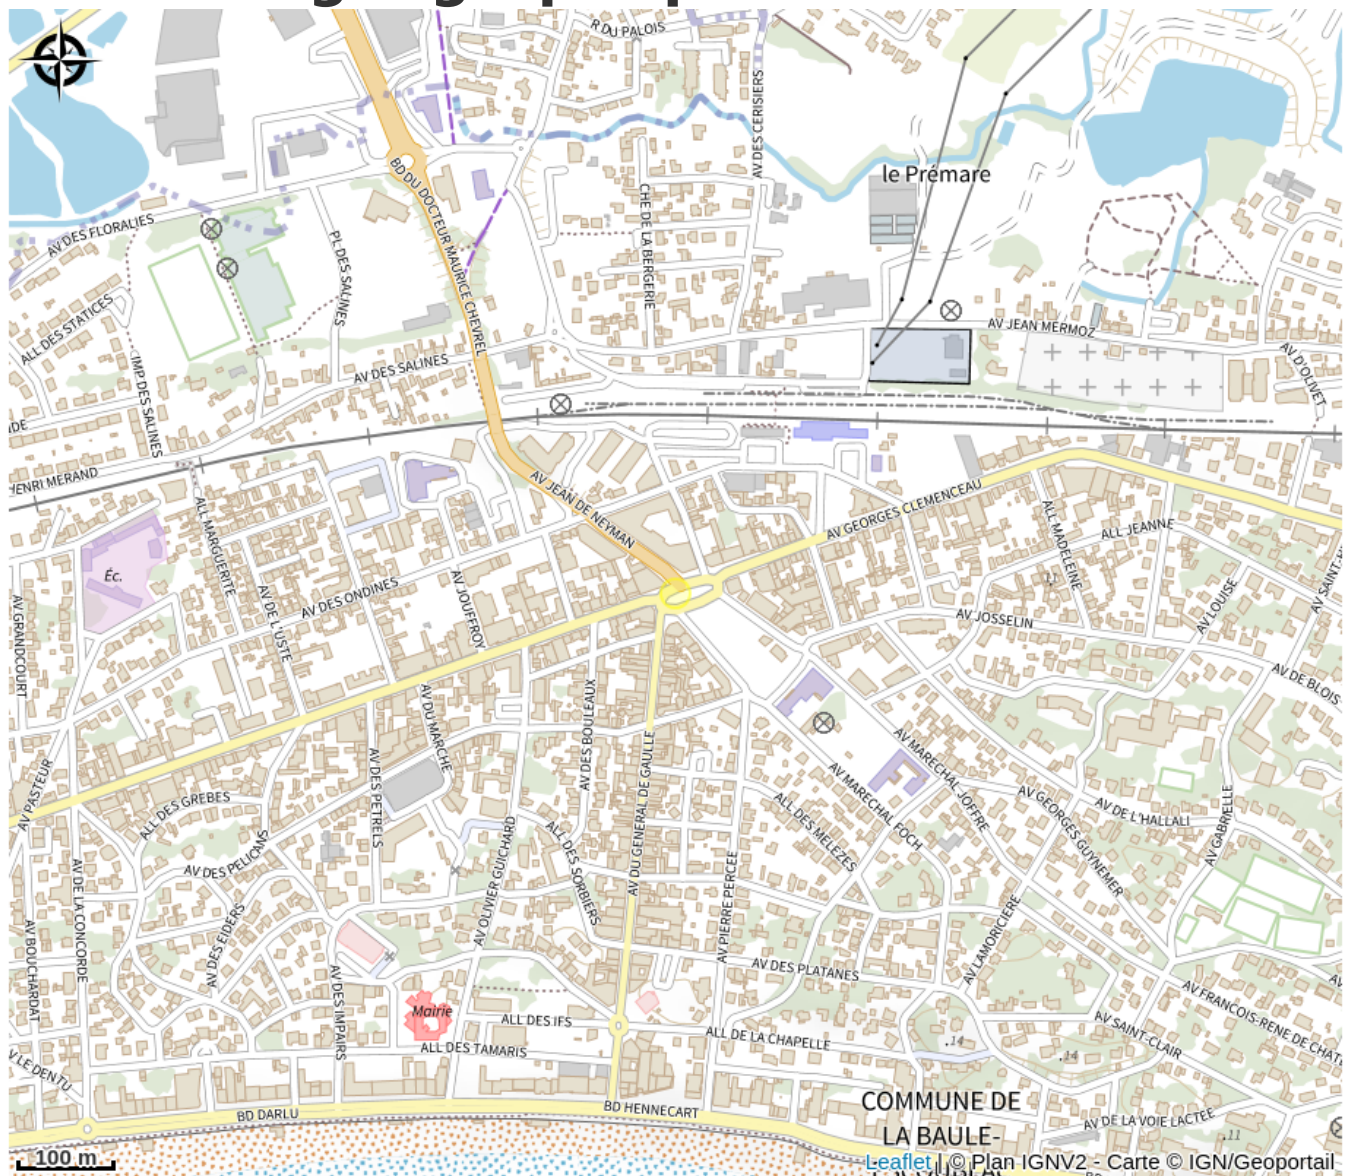 R DU PALOIS
AV DES CERISIERS
BD DU DOCTEUR MAURICE CHEVREL
le Prémare
CHE DE LA BERGERIE
AV DES FLORALIES
PL DES SALINES
ALL DES STATICES
AV JEAN MERMOZ
IMP DES SALINES
AV DES SALINES
AV D'OLIVET
DE
HENRI MERAND
AV JEAN DE NEYMAN
AV GEORGES CLEMENCEAU
ALL MARGUERITE
ALL MADELEINE
ALL JEANNE
Éc.
11
AV DES ONDINES
AV JOUFFROY
AV DE L'USTE
AV GRANDCOURT
AV LOUISE
AV JOSSELIN
AV DE BLOIS
AV DU MARCHE
AV DES BOULEAUX
AV DES PETRELS
AV DU GENERAL DE GAULLE
AV MARECHAL JOFFRE
AV MARECHAL FOCH
AV PASTEUR
ALL DES GREBES
ALL DES MELEZES
AV GEORGES GUYNEMER
AV DE L'HALLALI
AV GABRIELLE
AV DES PELICANS
AV OLIVIER GUICHARD
ALL DES SORBIERS
AV PIERRE PERCEE
AV DE LA CONCORDE
AV DES EIDERS
AV LAMORICIERE
AV BOUCHARDAT
AV DES IMPAIRS
AV DES PLATANES
AV FRANCOIS-RENE DE CHAT
Mairie
ALL DES IFS
ALL DE LA CHAPELLE
AV SAINT-CLAIR
ALL DES TAMARIS
.14
.14
V LE DENTU
BD DARLU
BD HENNECART
COMMUNE DE
LA BAULE-
AV DE LA VOIE LACTEE
.11
100 m
Leaflet | © Plan IGNV2 - Carte © IGN/Geoportail